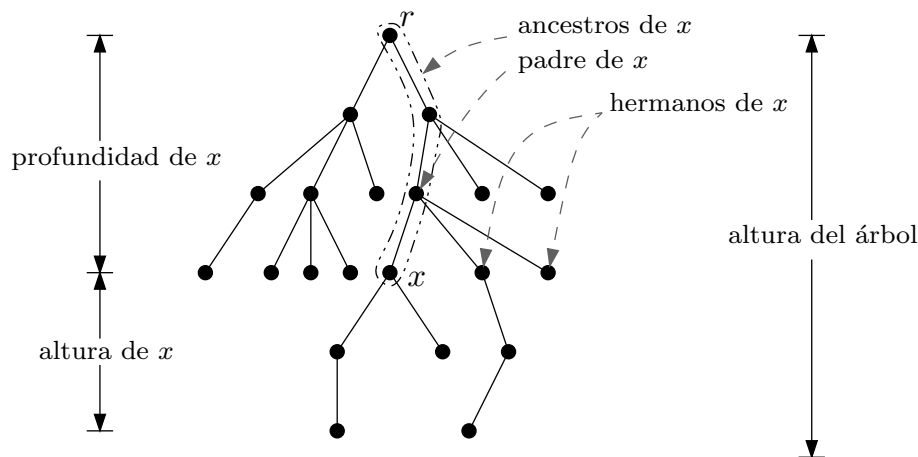 r
ancestros de x
padre de x
hermanos de x
profundidad de x
altura del árbol
x
altura de x